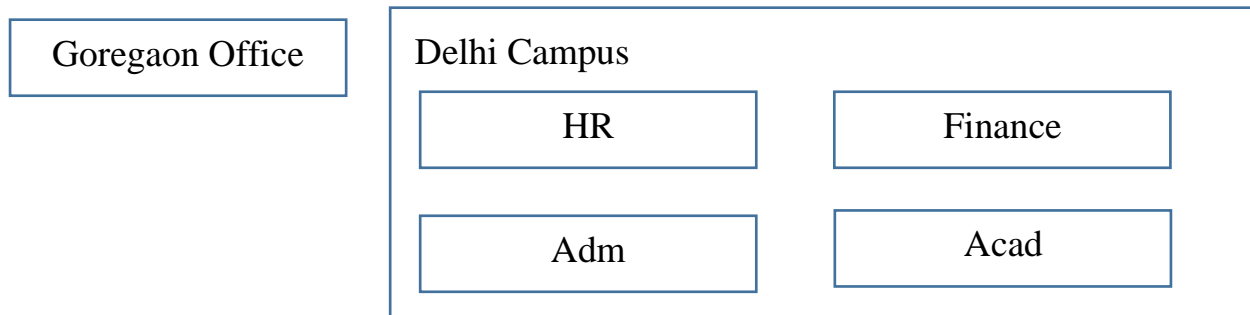 Goregaon Office
Delhi Campus
HR
Finance
Adm
Acad